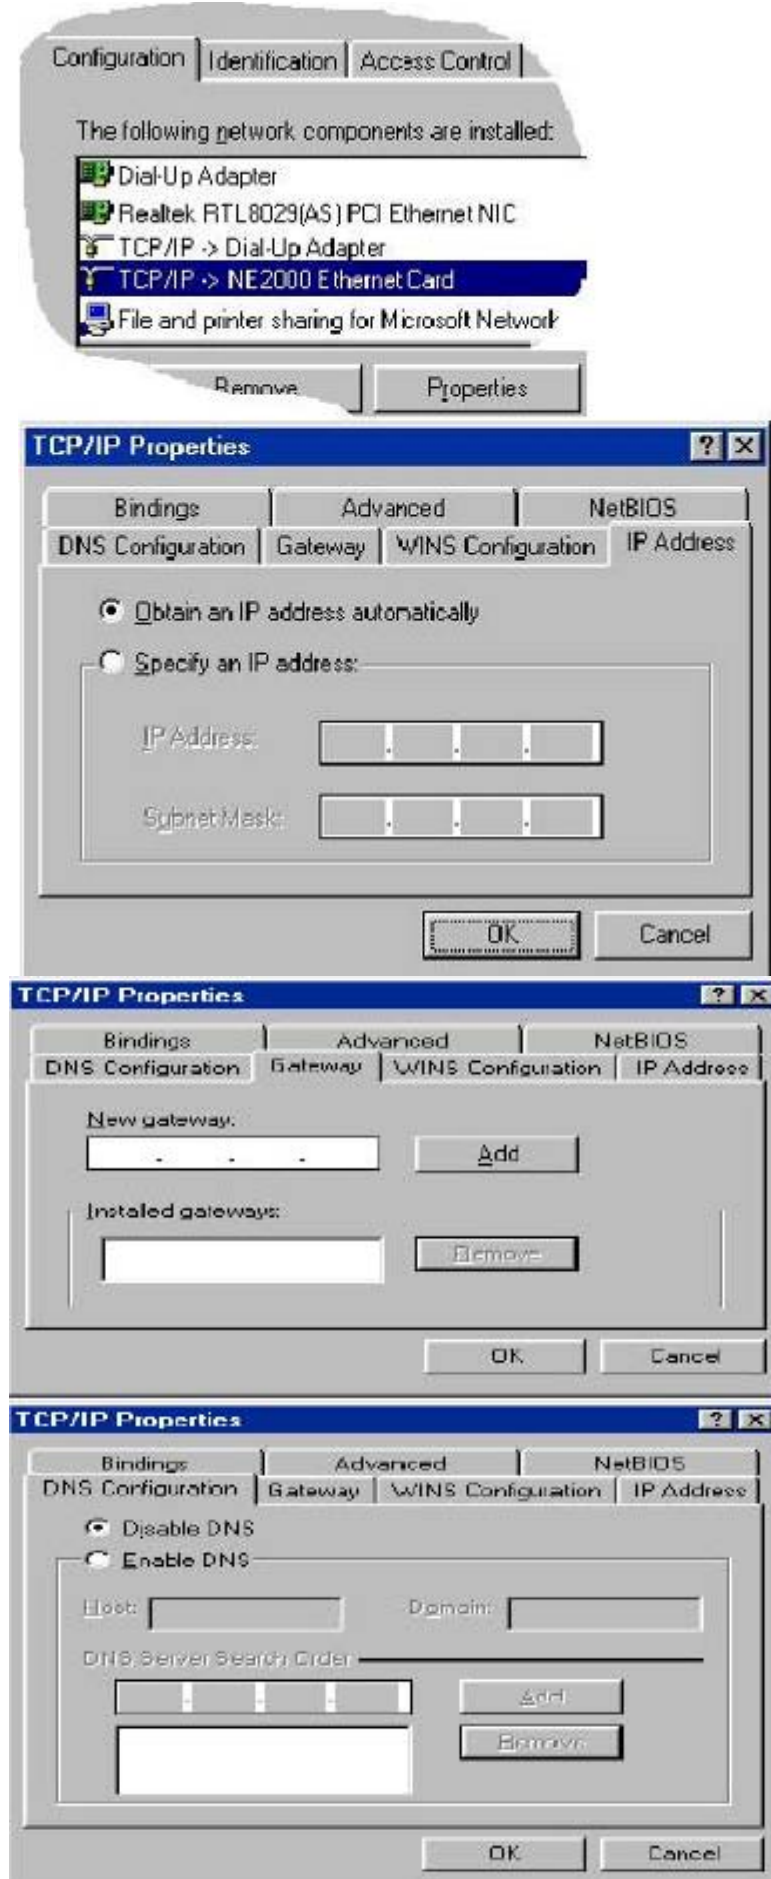 Configuration Identification Access Control
The following network components are installed:
Dial-Up Adapter
Realtek RTL8029(AS) PCI Ethernet NIC
TCP/IP -> Dial-Up Adapter
TCP/IP -> NE2000 Ethernet Card
File and printer sharing for Microsoft Network
Remove Properties
TCP/IP Properties
Bindings Advanced NetBIOS
DNS Configuration Gateway WINS Configuration IP Address
Obtain an IP address automatically
Specify an IP address:
IP Address:
Subnet Mask:
OK Cancel
TCP/IP Properties
Bindings Advanced NetBIOS
DNS Configuration Gateway WINS Configuration IP Address
New gateway:
Add
Installed gateways:
Remove
OK Cancel
TCP/IP Properties
Bindings Advanced NetBIOS
DNS Configuration Gateway WINS Configuration IP Address
Disable DNS
Enable DNS
Host: Domain:
DNS Server Search Order
Add
Remove
OK Cancel